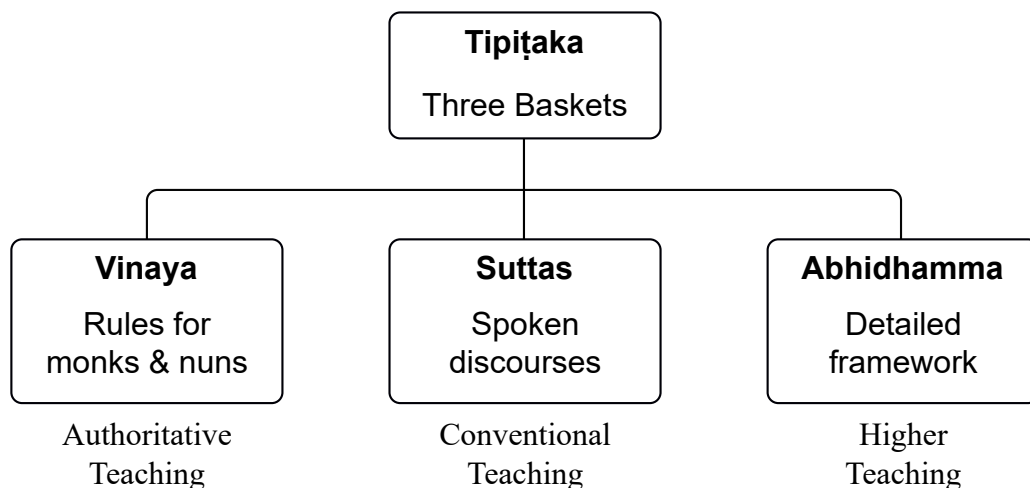 Tipiṭaka
Three Baskets
Vinaya
Rules for
monks & nuns
Authoritative
Teaching
Suttas
Spoken
discourses
Conventional
Teaching
Abhidhamma
Detailed
framework
Higher
Teaching